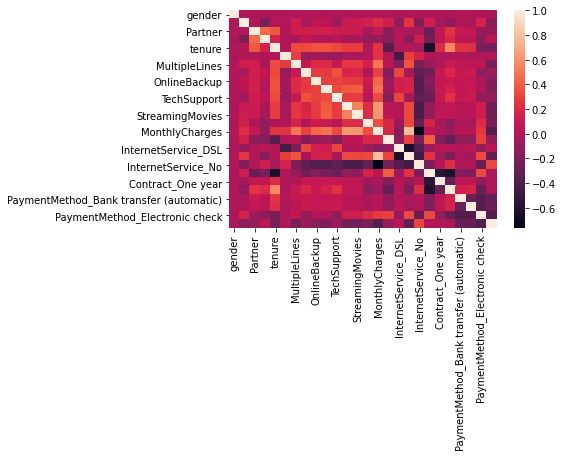 gender
Partner
tenure
MultipleLines
OnlineBackup
TechSupport
StreamingMovies
MonthlyCharges
InternetService_DSL
InternetService_No
Contract_One year
PaymentMethod_Bank transfer (automatic)
PaymentMethod_Electronic check
gender
Partner
tenure
MultipleLines
OnlineBackup
TechSupport
StreamingMovies
MonthlyCharges
InternetService_DSL
InternetService_No
Contract_One year
PaymentMethod_Bank transfer (automatic)
PaymentMethod_Electronic check
1.0
0.8
0.6
0.4
0.2
0.0
−0.2
−0.4
−0.6